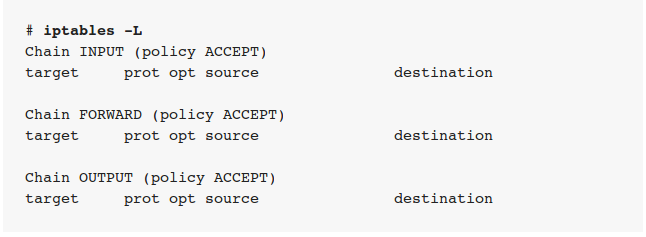 # iptables -L
Chain INPUT (policy ACCEPT)
target     prot opt source               destination
Chain FORWARD (policy ACCEPT)
target     prot opt source               destination
Chain OUTPUT (policy ACCEPT)
target     prot opt source               destination